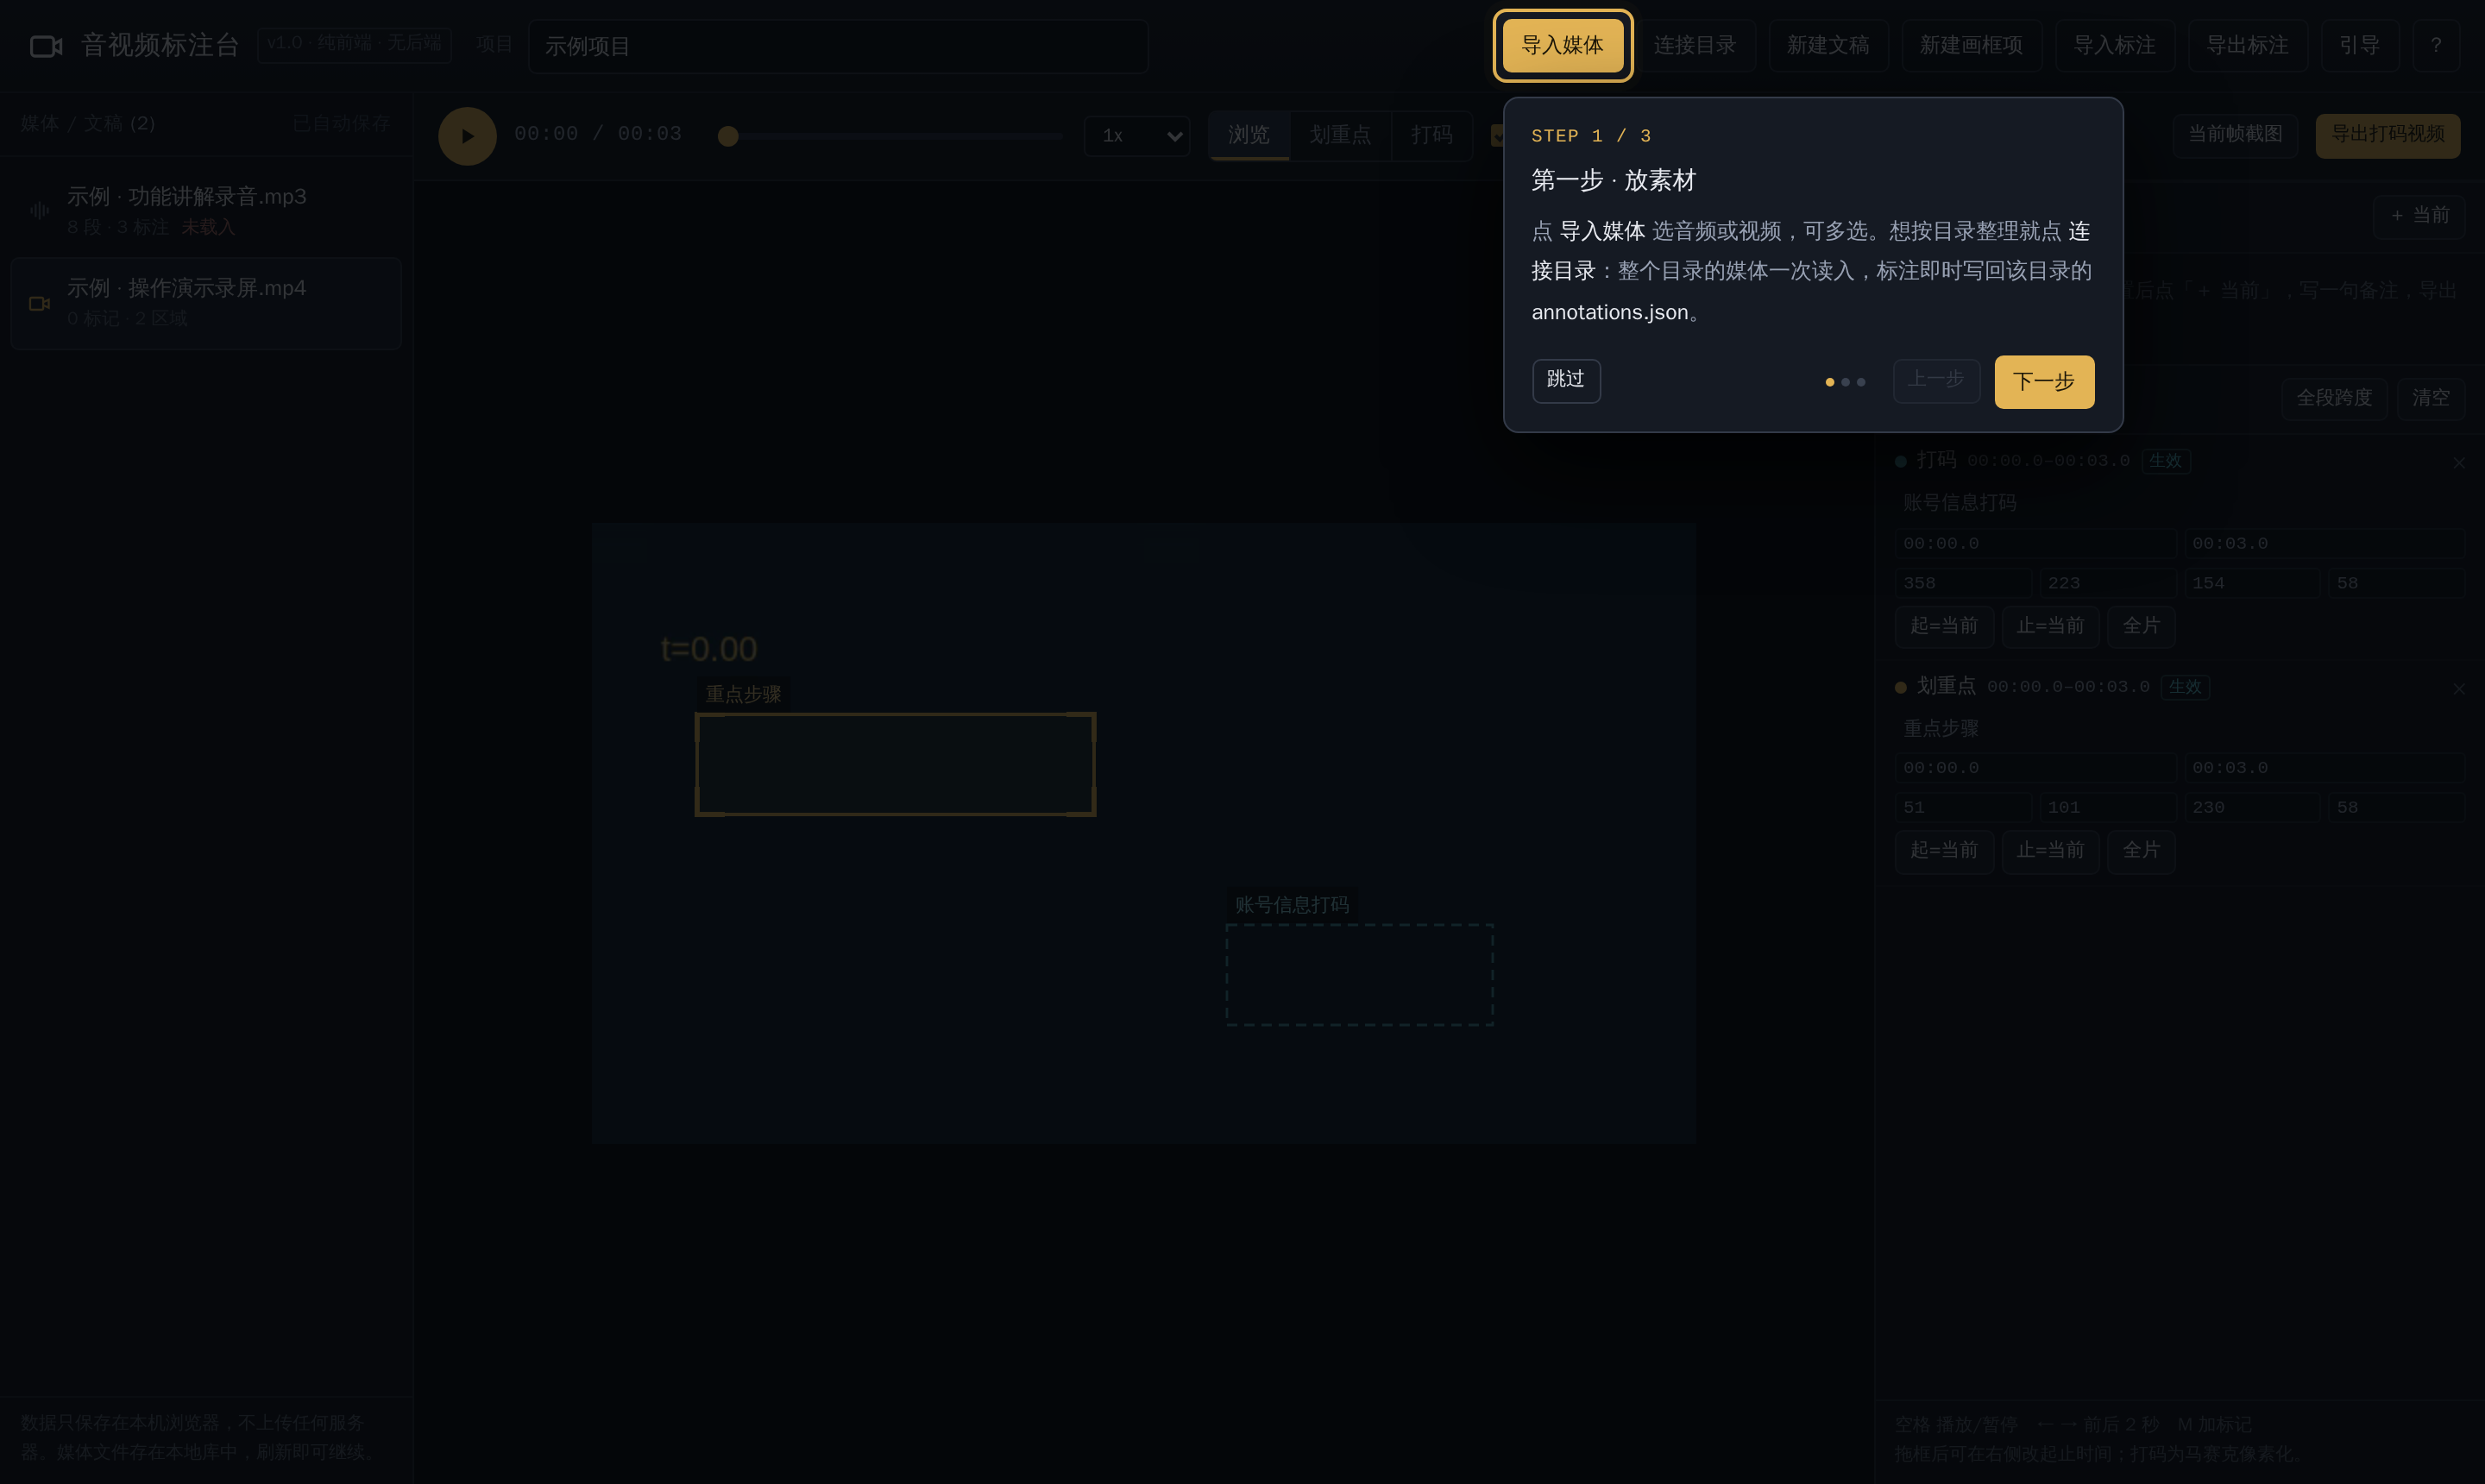 音视频标注台
v1.0 · 纯前端 · 无后端
项目
示例项目
导入媒体
连接目录
新建文稿
新建画框项
导入标注
导出标注
引导
?
媒体 / 文稿 (2)
已自动保存
示例 · 功能讲解录音.mp3
8 段 · 3 标注 未载入
示例 · 操作演示录屏.mp4
0 标记 · 2 区域
00:00 / 00:03
1x
浏览
划重点
打码
当前帧截图
导出打码视频
STEP 1 / 3
第一步 · 放素材
点 导入媒体 选音频或视频，可多选。想按目录整理就点 连
接目录：整个目录的媒体一次读入，标注即时写回该目录的
annotations.json。
跳过
上一步
下一步
+ 当前
后点「+ 当前」，写一句备注，导出
全段跨度
清空
打码 00:00.0–00:03.0 生效
账号信息打码
00:00.0
00:03.0
358
223
154
58
起=当前
止=当前
全片
划重点 00:00.0–00:03.0 生效
重点步骤
00:00.0
00:03.0
51
101
230
58
起=当前
止=当前
全片
t=0.00
重点步骤
账号信息打码
数据只保存在本机浏览器，不上传任何服务
器。媒体文件存在本地库中，刷新即可继续。
空格 播放/暂停 ← → 前后 2 秒 M 加标记
拖框后可在右侧改起止时间；打码为马赛克像素化。